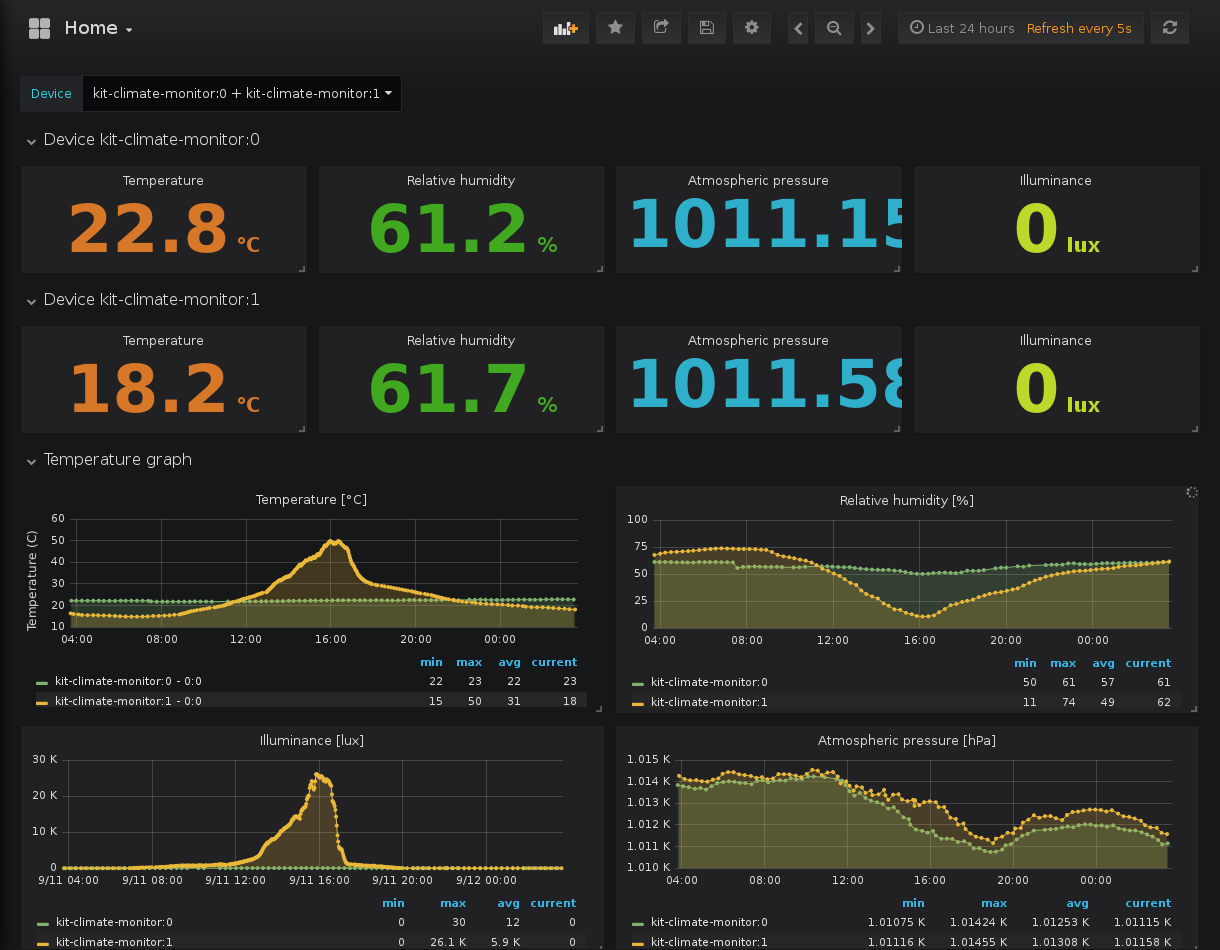 Home
Last 24 hours Refresh every 5s
Device kit-climate-monitor:0 + kit-climate-monitor:1
Device kit-climate-monitor:0
Temperature Relative humidity Atmospheric pressure Illuminance
22.8 °C 61.2 % 1011.15 0 lux
Device kit-climate-monitor:1
Temperature Relative humidity Atmospheric pressure Illuminance
18.2 °C 61.7 % 1011.58 0 lux
Temperature graph
Temperature [°C]
Temperature (C)
60
50
40
30
20
10
04:00 08:00 12:00 16:00 20:00 00:00
min max avg current
kit-climate-monitor:0 - 0:0 22 23 22 23
kit-climate-monitor:1 - 0:0 15 50 31 18
Relative humidity [%]
100
75
50
25
0
04:00 08:00 12:00 16:00 20:00 00:00
min max avg current
kit-climate-monitor:0 50 61 57 61
kit-climate-monitor:1 11 74 49 62
Illuminance [lux]
30 K
20 K
10 K
0
9/11 04:00 9/11 08:00 9/11 12:00 9/11 16:00 9/11 20:00 9/12 00:00
min max avg current
kit-climate-monitor:0 0 30 12 0
kit-climate-monitor:1 0 26.1 K 5.9 K 0
Atmospheric pressure [hPa]
1.015 K
1.014 K
1.013 K
1.012 K
1.011 K
1.010 K
04:00 08:00 12:00 16:00 20:00 00:00
min max avg current
kit-climate-monitor:0 1.01075 K 1.01424 K 1.01253 K 1.01115 K
kit-climate-monitor:1 1.01116 K 1.01455 K 1.01308 K 1.01158 K